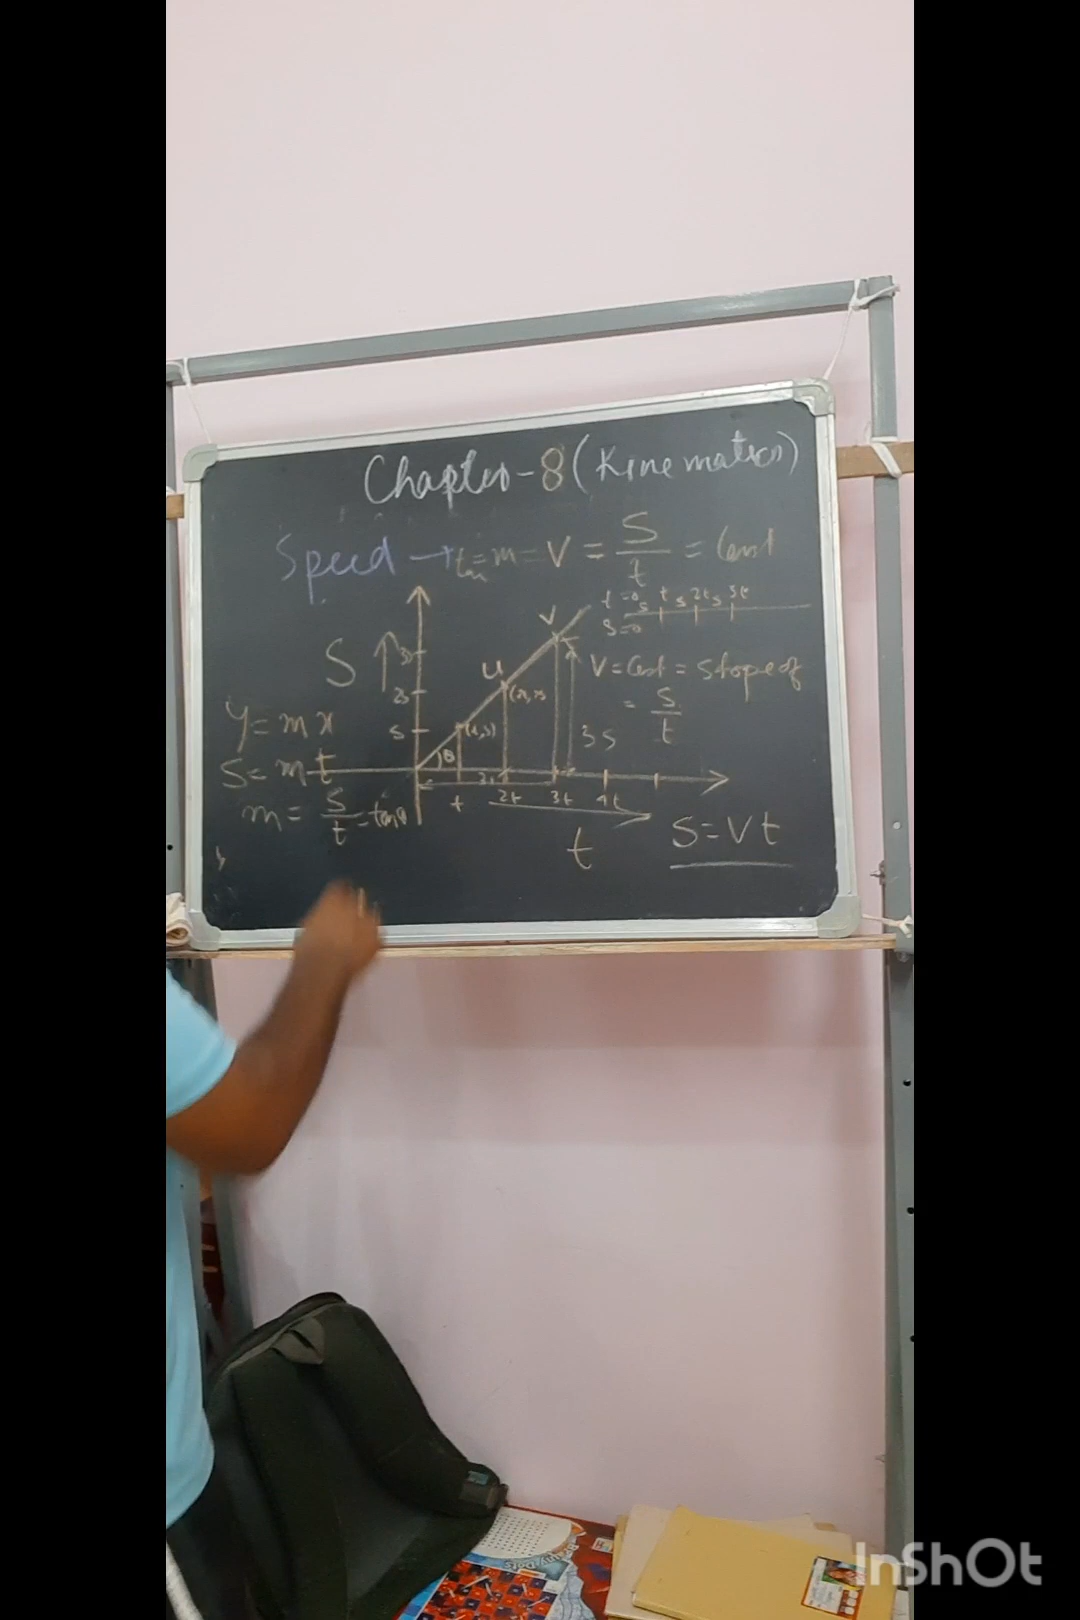 Chapter-8 (Kinematics)
Speed → = m = V = S/t = Const
t=0 t 2t 3t
S=0 s s s
V
S ↑ 3s
U
V = Const = Slope of
2s
= S/t
y = mx
s
(t,s)
3s
S = mt
θ
m = S/t = tanθ
t 2t 3t 4t
t
S = Vt
InShOt